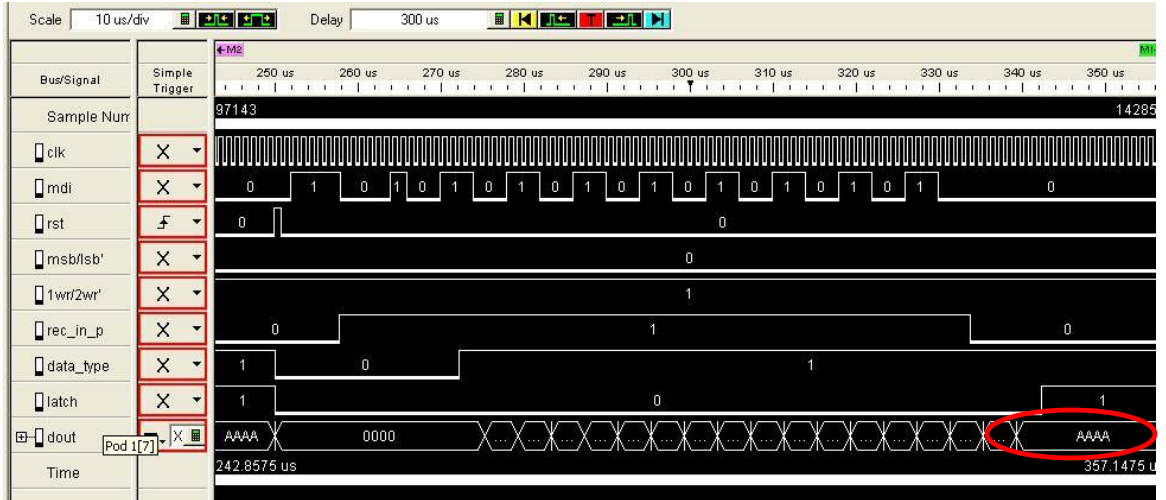 Scale 10 us/div Delay 300 us T
M2 M1
Bus/Signal Simple Trigger 250 us 260 us 270 us 280 us 290 us 300 us 310 us 320 us 330 us 340 us 350 us
Sample Num 97143 14285
clk X
mdi X 0 1 0 1 0 1 0 1 0 1 0 1 0 1 0 1 0 1 0 1 0
rst 0 0
msb/lsb' X 0
1wr/2wr' X 1
rec_in_p X 0 1 0
data_type X 1 0 1
latch X 1 0 1
dout X AAAA 0000 ... ... ... ... ... ... ... ... ... ... ... ... ... AAAA
Pod 1[7]
Time 242.8575 us 357.1475 u